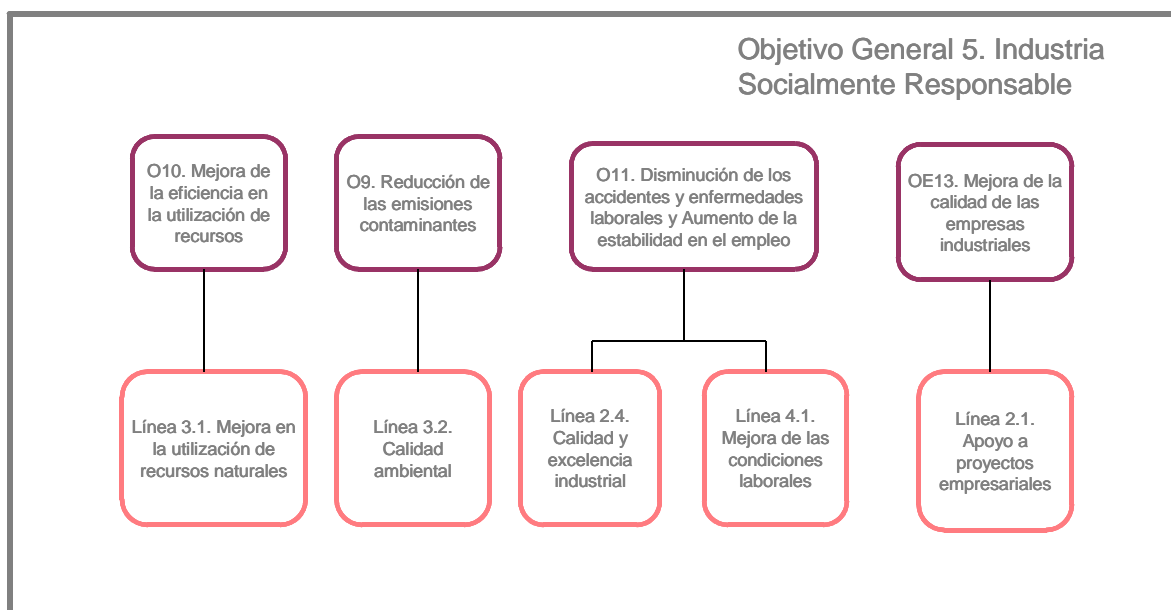 Objetivo General 5. Industria
Socialmente Responsable
O10. Mejora de
la eficiencia en
la utilización de
recursos
O9. Reducción de
las emisiones
contaminantes
O11. Disminución de los
accidentes y enfermedades
laborales y Aumento de la
estabilidad en el empleo
OE13. Mejora de la
calidad de las
empresas
industriales
Línea 3.1. Mejora en
la utilización de
recursos naturales
Línea 3.2.
Calidad
ambiental
Línea 2.4.
Calidad y
excelencia
industrial
Línea 4.1.
Mejora de las
condiciones
laborales
Línea 2.1.
Apoyo a
proyectos
empresariales